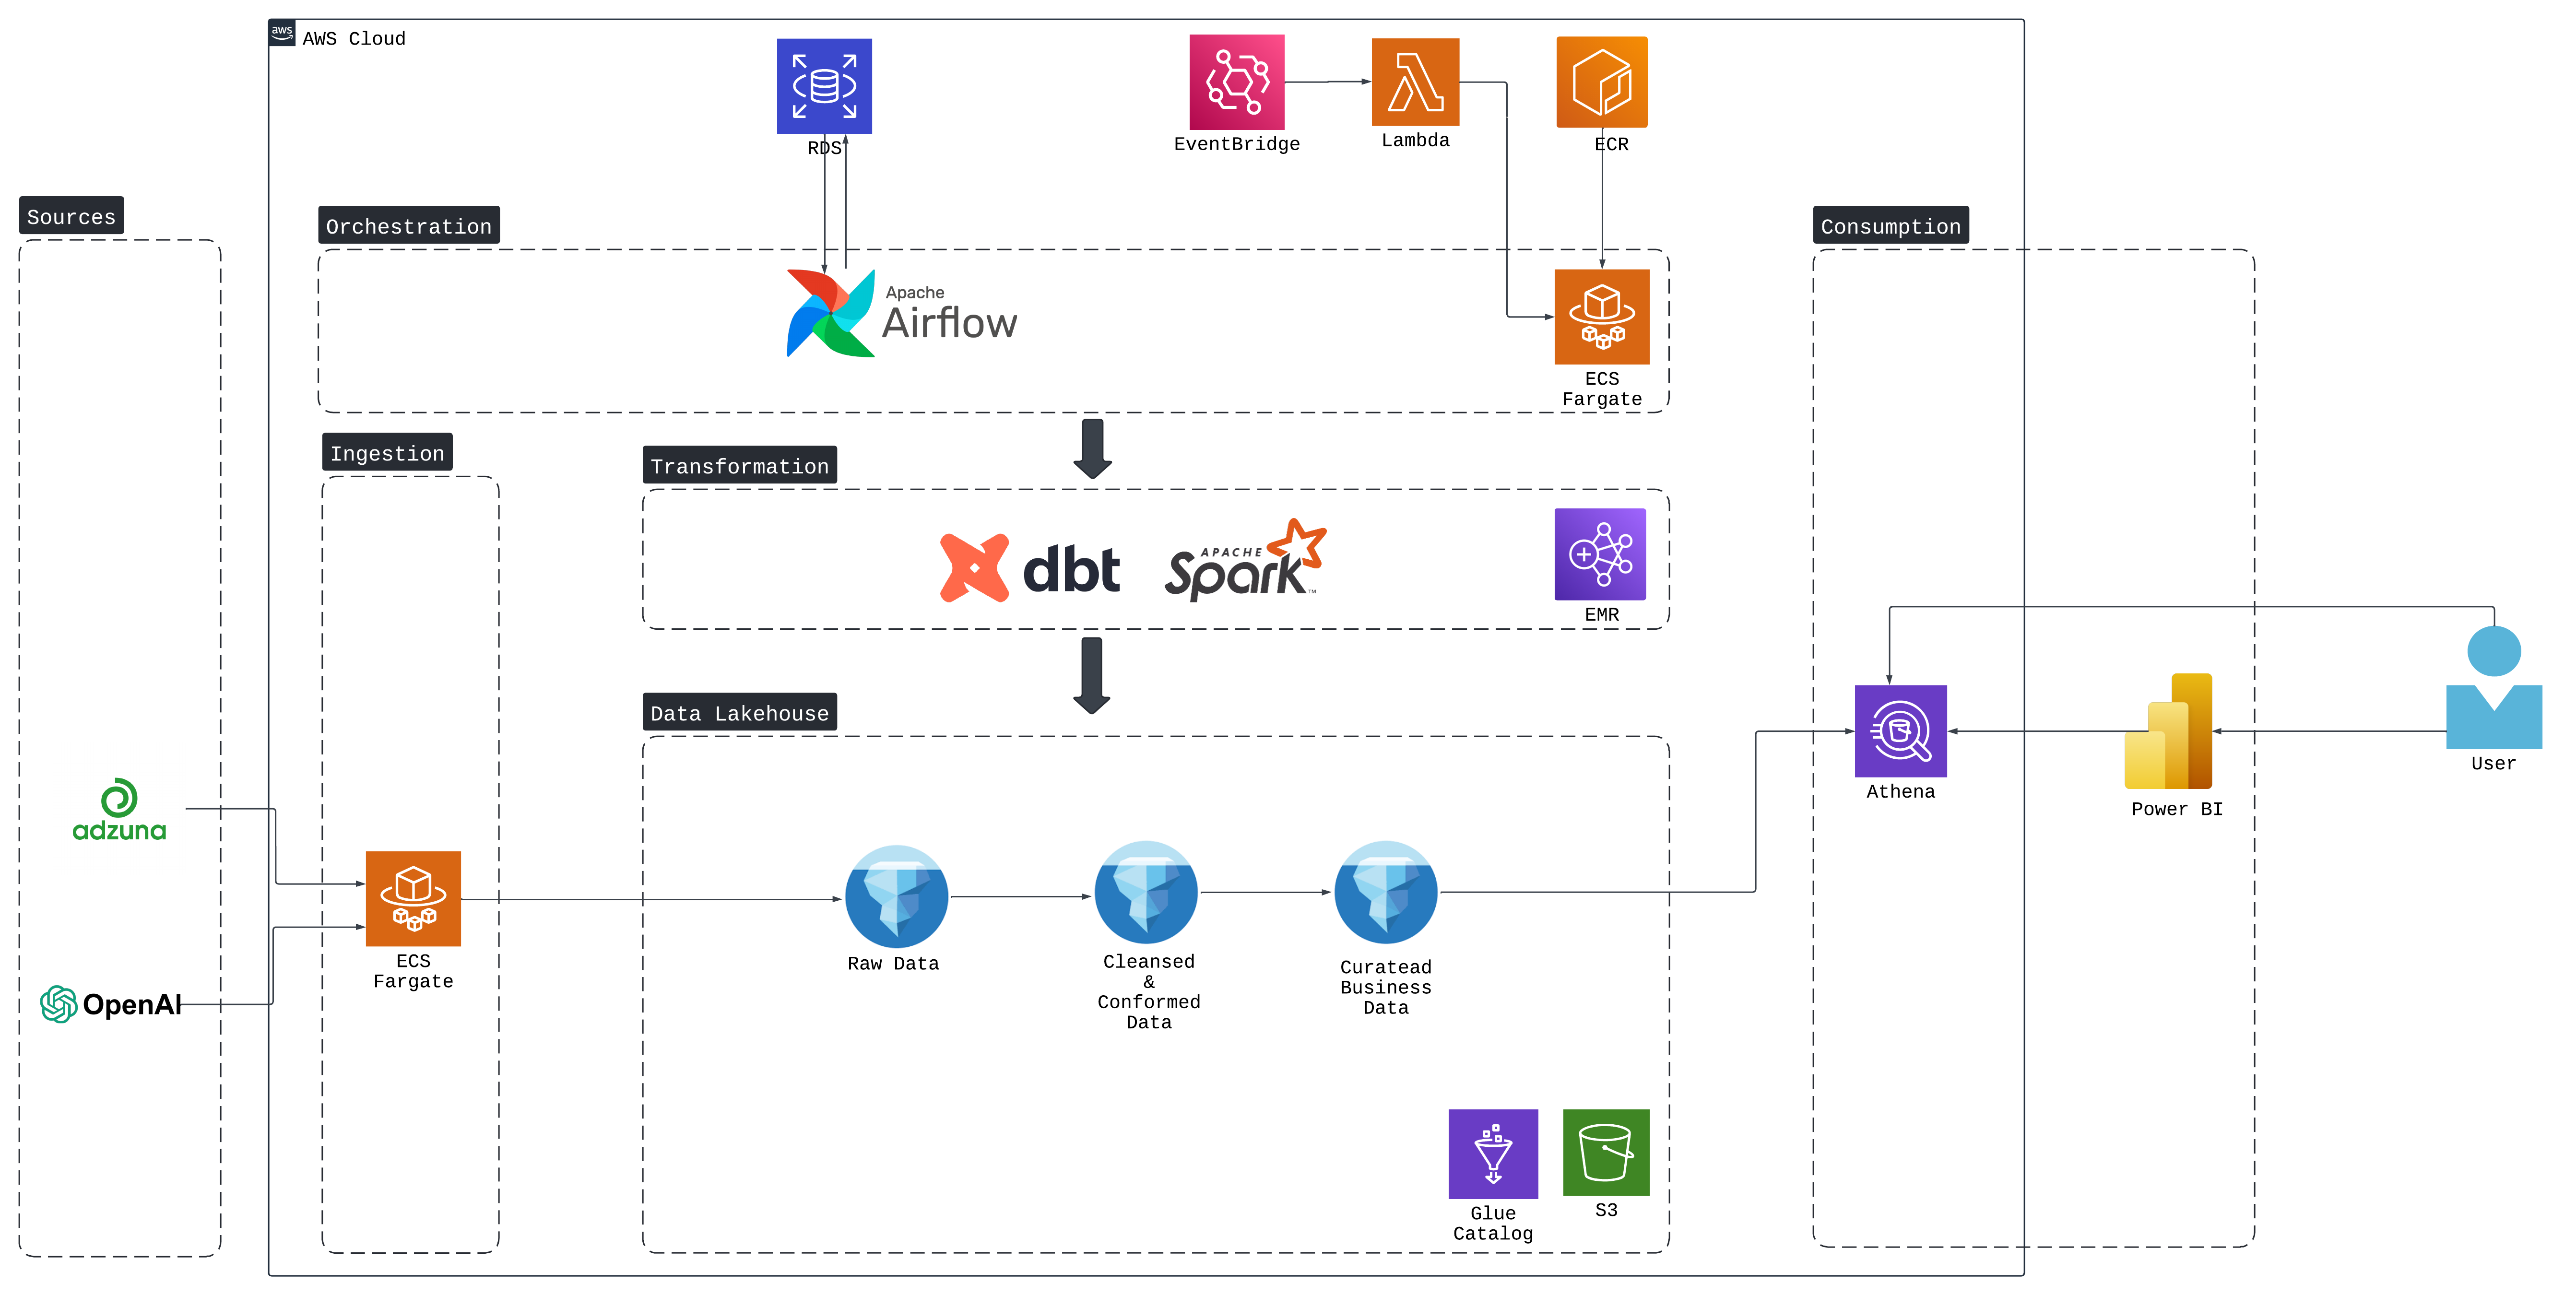 aws
AWS Cloud
RDS
EventBridge
Lambda
ECR
Sources
Orchestration
Consumption
Apache
Airflow
ECS
Fargate
Ingestion
Transformation
dbt
APACHE
Spark™
EMR
Data Lakehouse
adzuna
OpenAI
ECS
Fargate
Raw Data
Cleansed
&
Conformed
Data
Curatead
Business
Data
Glue
Catalog
S3
Athena
Power BI
User